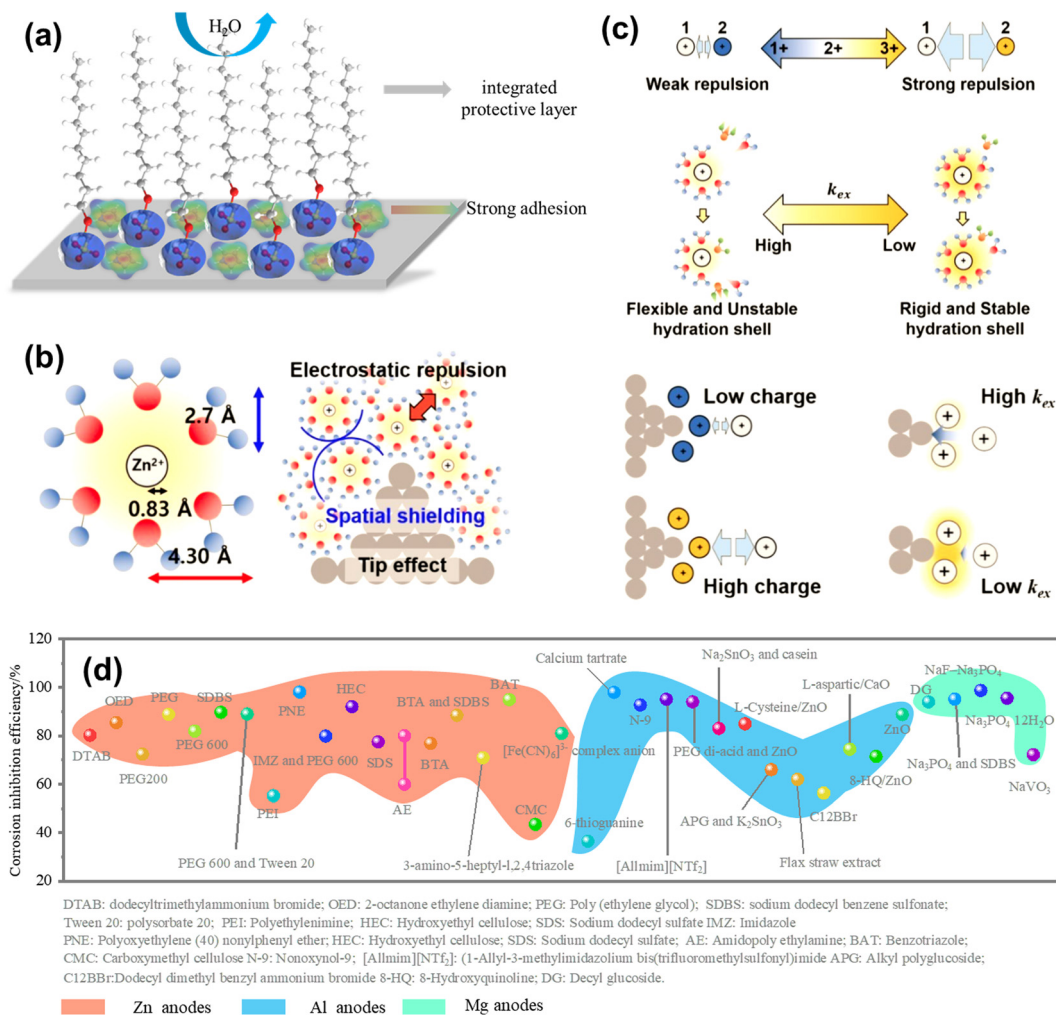 (a)
H₂O
integrated
protective layer
Strong adhesion
(c)
1 2
1+ 2+ 3+
1 2
Weak repulsion
Strong repulsion
kex
High
Low
Flexible and Unstable
hydration shell
Rigid and Stable
hydration shell
(b)
2.7 Å
Zn²⁺
0.83 Å
4.30 Å
Electrostatic repulsion
Spatial shielding
Tip effect
Low charge
High kex
High charge
Low kex
(d)
Corrosion inhibition efficiency/%
120
100
80
60
40
20
DTAB
OED
PEG200
PEG
PEG 600
SDBS
PEG 600 and Tween 20
PEI
PNE
IMZ and PEG 600
HEC
SDS
AE
BTA
BTA and SDBS
3-amino-5-heptyl-l,2,4triazole
BAT
CMC
[Fe(CN)₆]³⁻ complex anion
6-thioguanine
Calcium tartrate
N-9
[Allmim][NTf₂]
PEG di-acid and ZnO
Na₂SnO₃ and casein
L-Cysteine/ZnO
APG and K₂SnO₃
Flax straw extract
C12BBr
L-aspartic/CaO
8-HQ/ZnO
ZnO
DG
Na₃PO₄ and SDBS
NaF-Na₃PO₄
Na₃PO₄ 12H₂O
NaVO₃
DTAB: dodecyltrimethylammonium bromide; OED: 2-octanone ethylene diamine; PEG: Poly (ethylene glycol); SDBS: sodium dodecyl benzene sulfonate;
Tween 20: polysorbate 20; PEI: Polyethylenimine; HEC: Hydroxyethyl cellulose; SDS: Sodium dodecyl sulfate IMZ: Imidazole
PNE: Polyoxyethylene (40) nonylphenyl ether; HEC: Hydroxyethyl cellulose; SDS: Sodium dodecyl sulfate; AE: Amidopoly ethylamine; BAT: Benzotriazole;
CMC: Carboxymethyl cellulose N-9: Nonoxynol-9; [Allmim][NTf₂]: (1-Allyl-3-methylimidazolium bis(trifluoromethylsulfonyl)imide APG: Alkyl polyglucoside;
C12BBr:Dodecyl dimethyl benzyl ammonium bromide 8-HQ: 8-Hydroxyquinoline; DG: Decyl glucoside.
Zn anodes
Al anodes
Mg anodes